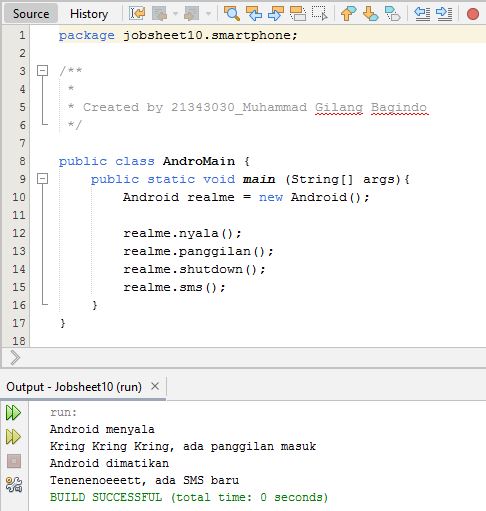 Source History
1 package jobsheet10.smartphone;
2
3 /**
4 *
5 * Created by 21343030_Muhammad Gilang Bagindo
6 */
7
8 public class AndroMain {
9 public static void main (String[] args){
10 Android realme = new Android();
11
12 realme.nyala();
13 realme.panggilan();
14 realme.shutdown();
15 realme.sms();
16 }
17 }
18
Output - Jobsheet10 (run) ×
run:
Android menyala
Kring Kring Kring, ada panggilan masuk
Android dimatikan
Tenenenoeeett, ada SMS baru
BUILD SUCCESSFUL (total time: 0 seconds)